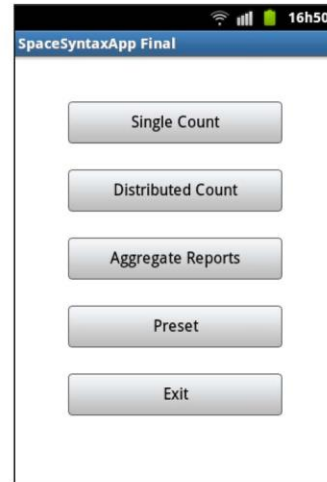 16h50
SpaceSyntaxApp Final
Single Count
Distributed Count
Aggregate Reports
Preset
Exit